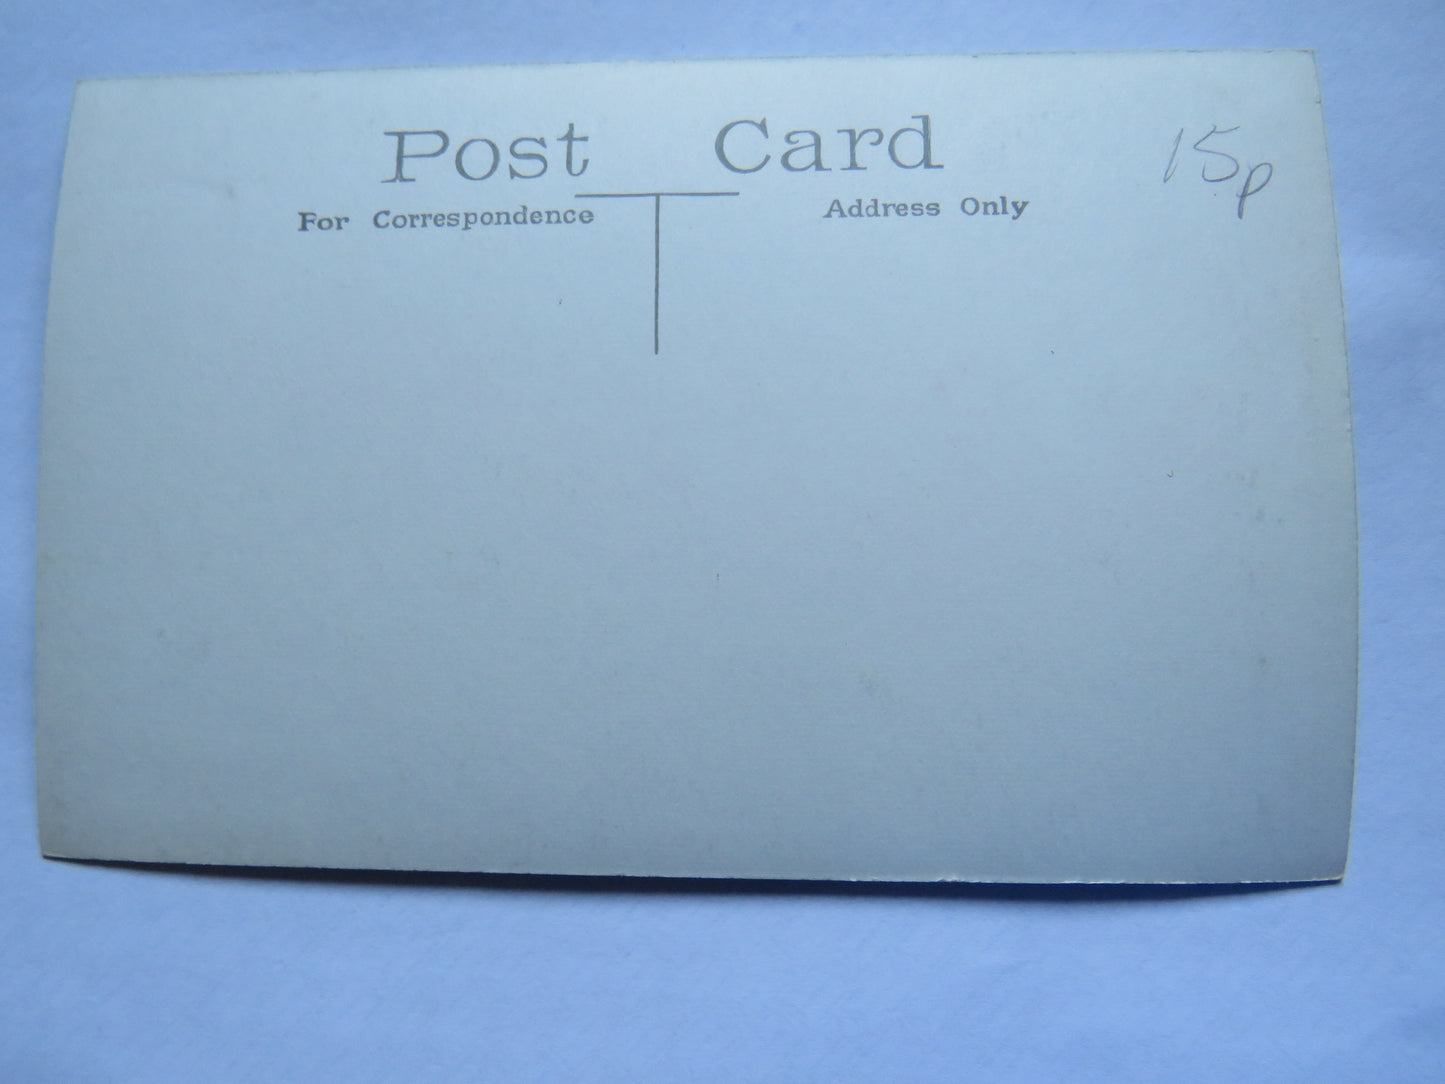 Post Card
For Correspondence
Address Only
15p